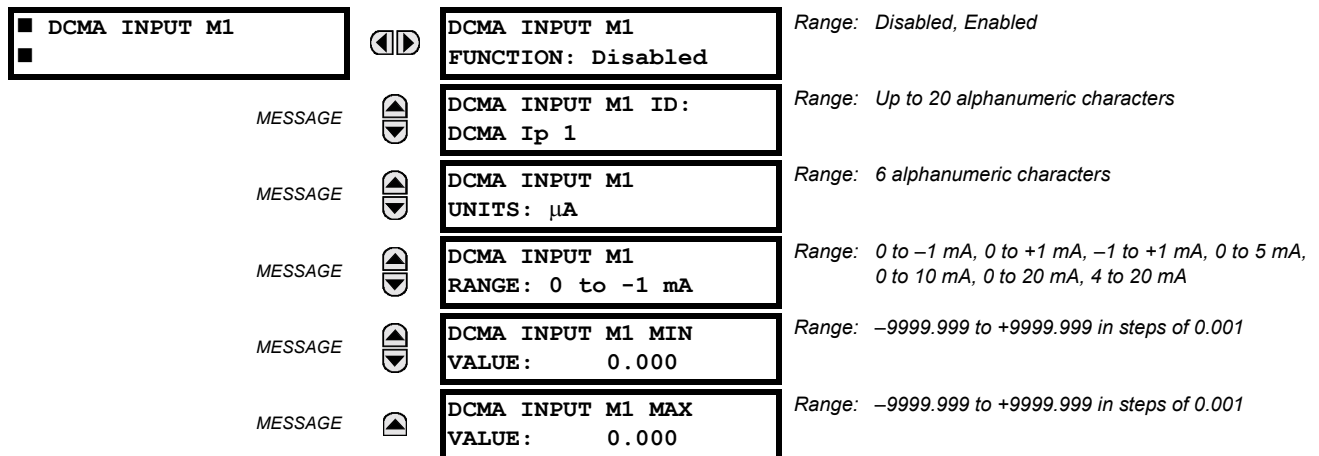 ■ DCMA INPUT M1
■
DCMA INPUT M1
FUNCTION: Disabled
Range: Disabled, Enabled
MESSAGE
DCMA INPUT M1 ID:
DCMA Ip 1
Range: Up to 20 alphanumeric characters
MESSAGE
DCMA INPUT M1
UNITS: μA
Range: 6 alphanumeric characters
MESSAGE
DCMA INPUT M1
RANGE: 0 to -1 mA
Range: 0 to –1 mA, 0 to +1 mA, –1 to +1 mA, 0 to 5 mA,
0 to 10 mA, 0 to 20 mA, 4 to 20 mA
MESSAGE
DCMA INPUT M1 MIN
VALUE: 0.000
Range: –9999.999 to +9999.999 in steps of 0.001
MESSAGE
DCMA INPUT M1 MAX
VALUE: 0.000
Range: –9999.999 to +9999.999 in steps of 0.001